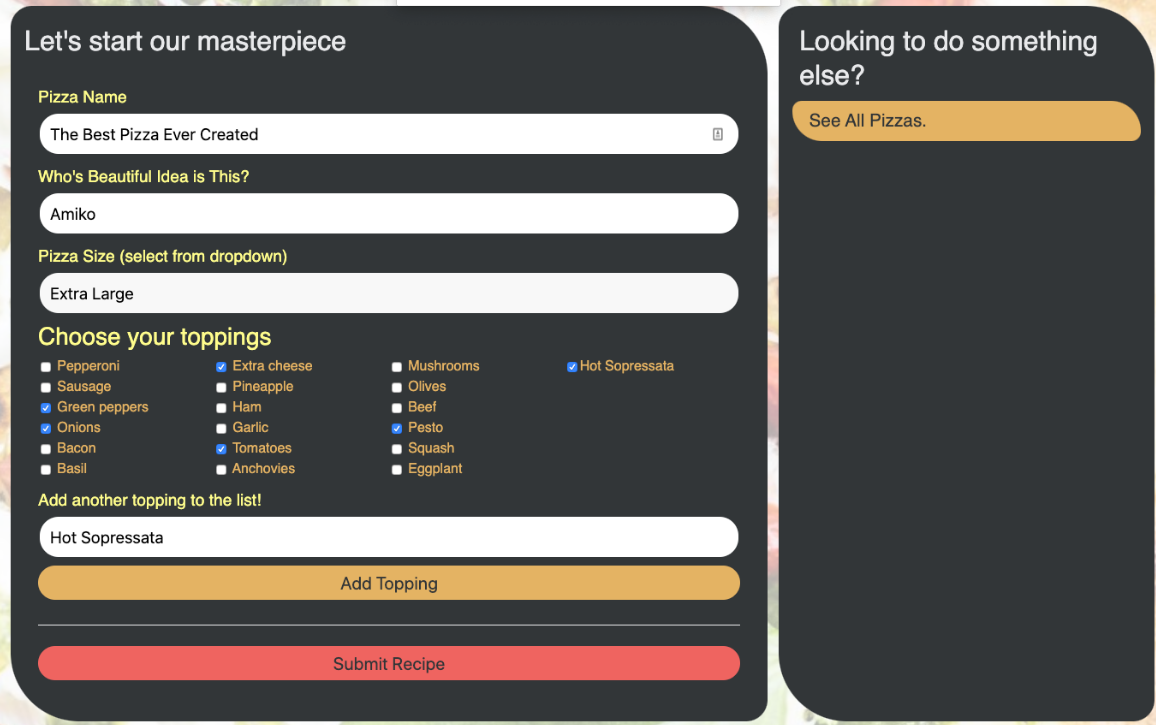 Let's start our masterpiece
Pizza Name
The Best Pizza Ever Created
Who's Beautiful Idea is This?
Amiko
Pizza Size (select from dropdown)
Extra Large
Choose your toppings
Pepperoni
Sausage
Green peppers
Onions
Bacon
Basil
Extra cheese
Pineapple
Ham
Garlic
Tomatoes
Anchovies
Mushrooms
Olives
Beef
Pesto
Squash
Eggplant
Hot Sopressata
Add another topping to the list!
Hot Sopressata
Add Topping
Submit Recipe
Looking to do something
else?
See All Pizzas.